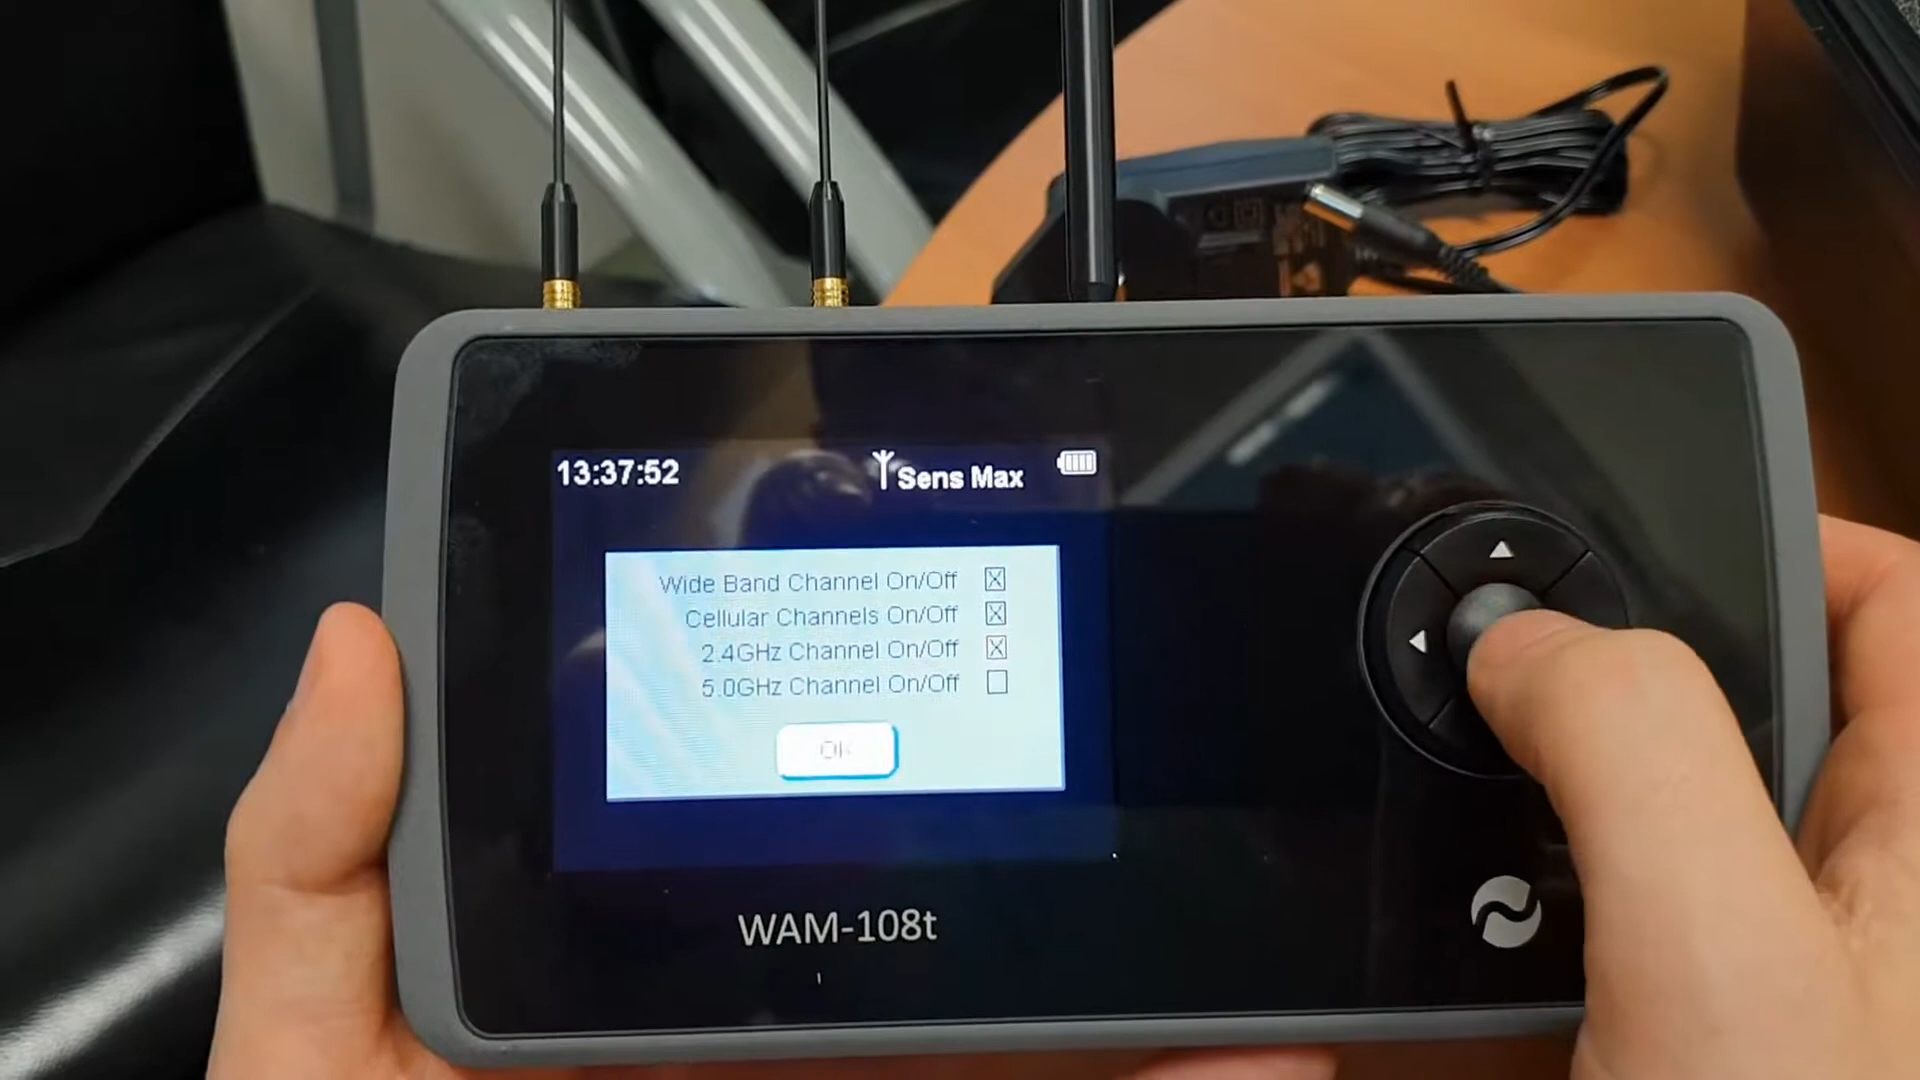 13:37:52 Sens Max
Wide Band Channel On/Off
Cellular Channels On/Off
2.4GHz Channel On/Off
5.0GHz Channel On/Off
Ok
WAM-108t